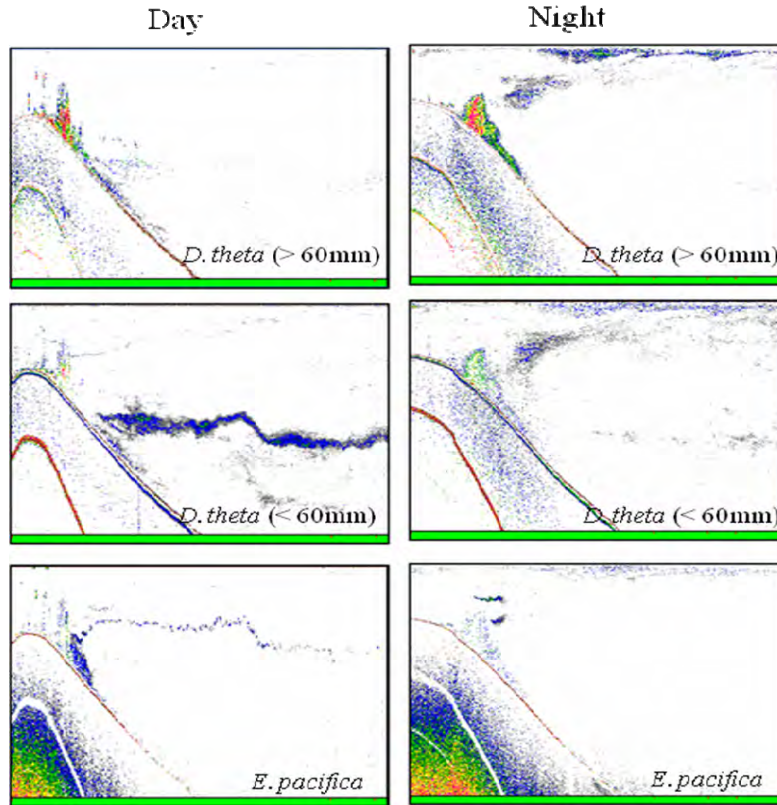 Day Night
D. theta (> 60mm) D. theta (> 60mm)
D. theta (< 60mm) D. theta (< 60mm)
E. pacifica E. pacifica